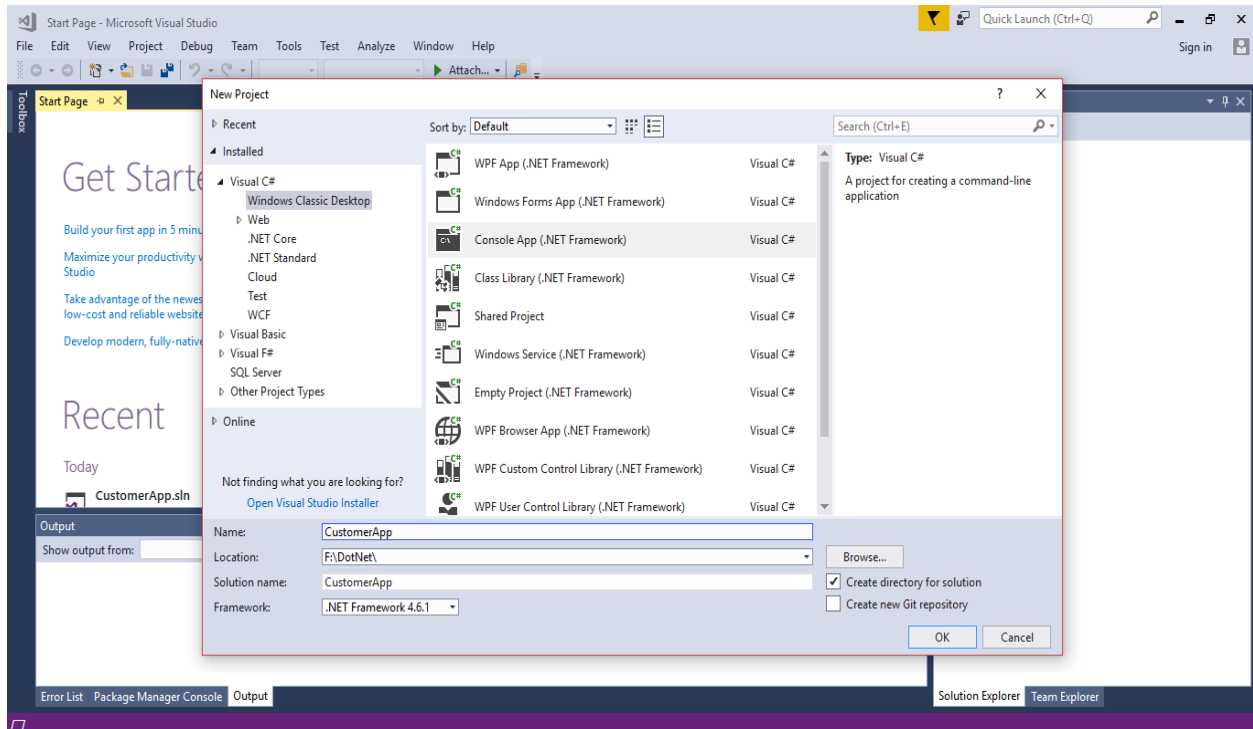 Start Page - Microsoft Visual Studio
Quick Launch (Ctrl+Q)
File Edit View Project Debug Team Tools Test Analyze Window Help
Sign in
Attach...
Toolbox
Start Page
Get Starte
Build your first app in 5 minu
Maximize your productivity
Studio
Take advantage of the newes
low-cost and reliable website
Develop modern, fully-native
Recent
Today
CustomerApp.sln
New Project
?
Recent
Installed
Visual C#
Windows Classic Desktop
Web
.NET Core
.NET Standard
Cloud
Test
WCF
Visual Basic
Visual F#
SQL Server
Other Project Types
Online
Not finding what you are looking for?
Open Visual Studio Installer
Sort by: Default
WPF App (.NET Framework) Visual C#
Windows Forms App (.NET Framework) Visual C#
Console App (.NET Framework) Visual C#
Class Library (.NET Framework) Visual C#
Shared Project Visual C#
Windows Service (.NET Framework) Visual C#
Empty Project (.NET Framework) Visual C#
WPF Browser App (.NET Framework) Visual C#
WPF Custom Control Library (.NET Framework) Visual C#
WPF User Control Library (.NET Framework) Visual C#
Search (Ctrl+E)
Type: Visual C#
A project for creating a command-line
application
Name: CustomerApp
Location: F:\DotNet\
Browse...
Solution name: CustomerApp
Create directory for solution
Framework: .NET Framework 4.6.1
Create new Git repository
OK Cancel
Output
Show output from:
Error List Package Manager Console Output
Solution Explorer Team Explorer